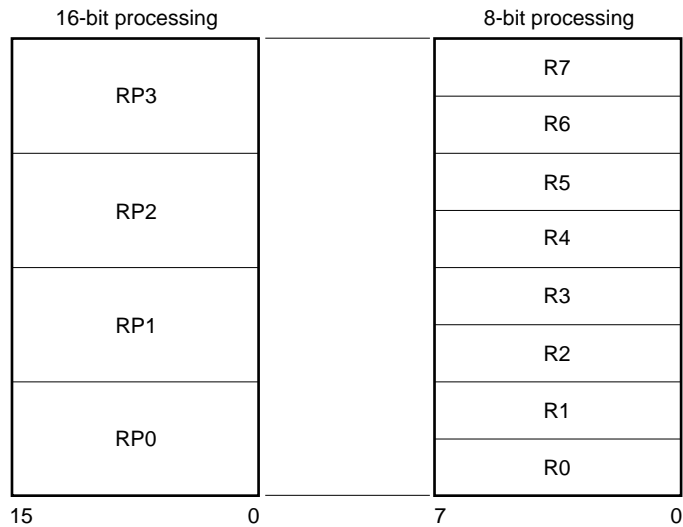 16-bit processing
8-bit processing
RP3
RP2
RP1
RP0
R7
R6
R5
R4
R3
R2
R1
R0
15 0
7 0